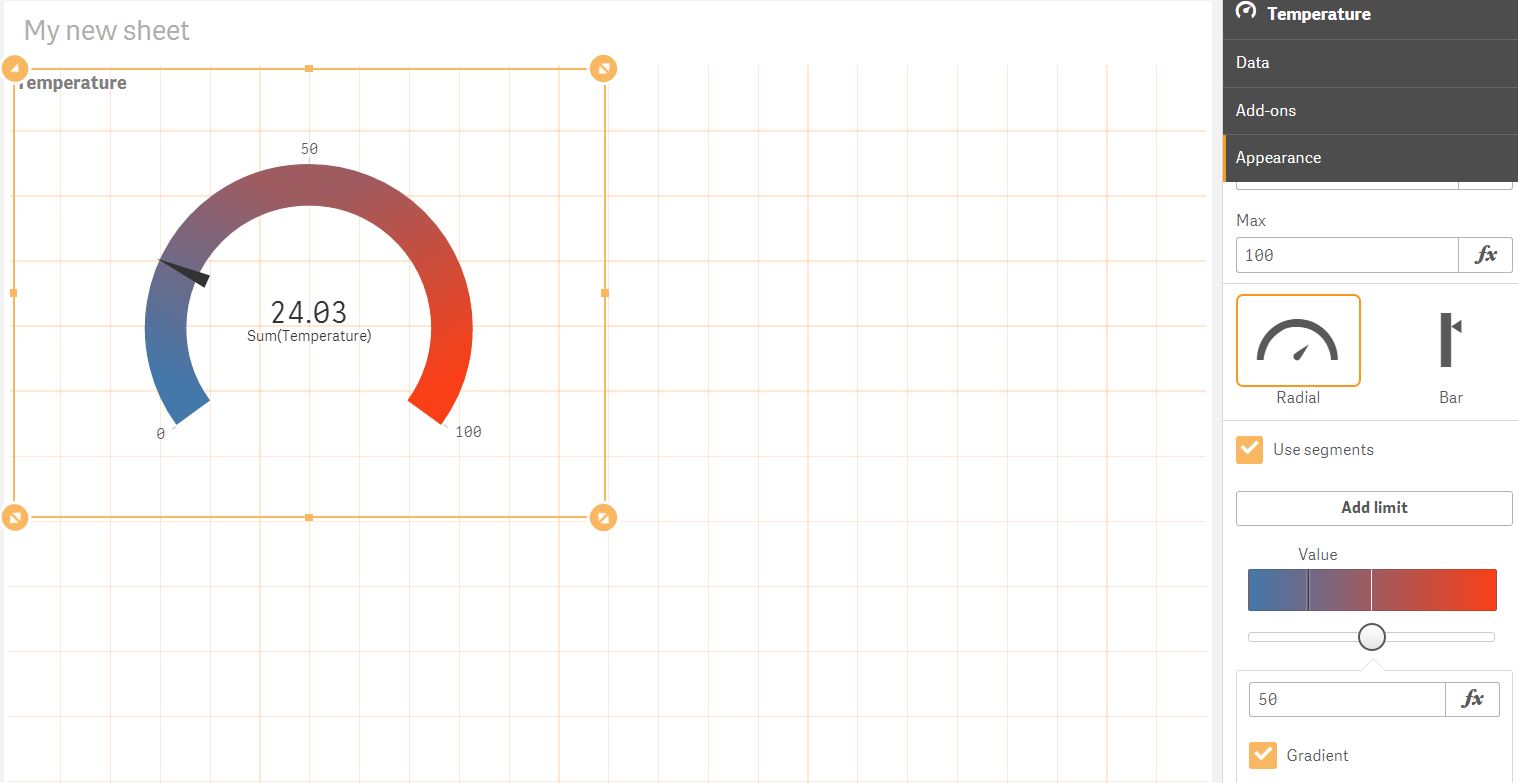 My new sheet
Temperature
50
24.03
Sum(Temperature)
0
100
Temperature
Data
Add-ons
Appearance
Max
100
fx
Radial
Bar
Use segments
Add limit
Value
50
fx
Gradient